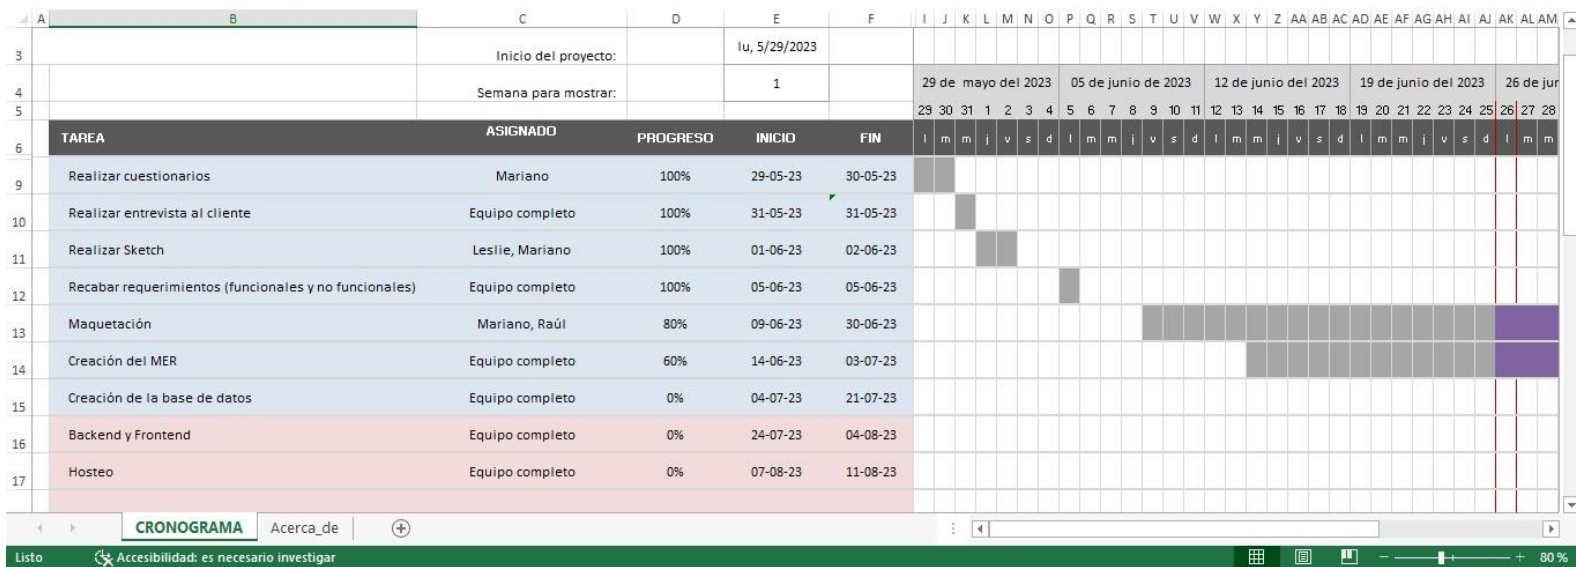 A B C D E F I J K L M N O P Q R S T U V W X Y Z AA AB AC AD AE AF AG AH AI AJ AK AL AM
3 Inicio del proyecto: lu, 5/29/2023
4 Semana para mostrar: 1 29 de mayo del 2023 05 de junio de 2023 12 de junio del 2023 19 de junio del 2023 26 de jur
5 29 30 31 1 2 3 4 5 6 7 8 9 10 11 12 13 14 15 16 17 18 19 20 21 22 23 24 25 26 27 28
6 TAREA ASIGNADO PROGRESO INICIO FIN l m m j v s d l m m j v s d l m m j v s d l m m j v s d l m m
9 Realizar cuestionarios Mariano 100% 29-05-23 30-05-23
10 Realizar entrevista al cliente Equipo completo 100% 31-05-23 31-05-23
11 Realizar Sketch Leslie, Mariano 100% 01-06-23 02-06-23
12 Recabar requerimientos (funcionales y no funcionales) Equipo completo 100% 05-06-23 05-06-23
13 Maquetación Mariano, Raúl 80% 09-06-23 30-06-23
14 Creación del MER Equipo completo 60% 14-06-23 03-07-23
15 Creación de la base de datos Equipo completo 0% 04-07-23 21-07-23
16 Backend y Frontend Equipo completo 0% 24-07-23 04-08-23
17 Hosteo Equipo completo 0% 07-08-23 11-08-23
CRONOGRAMA Acerca_de
Listo Accesibilidad: es necesario investigar 80 %